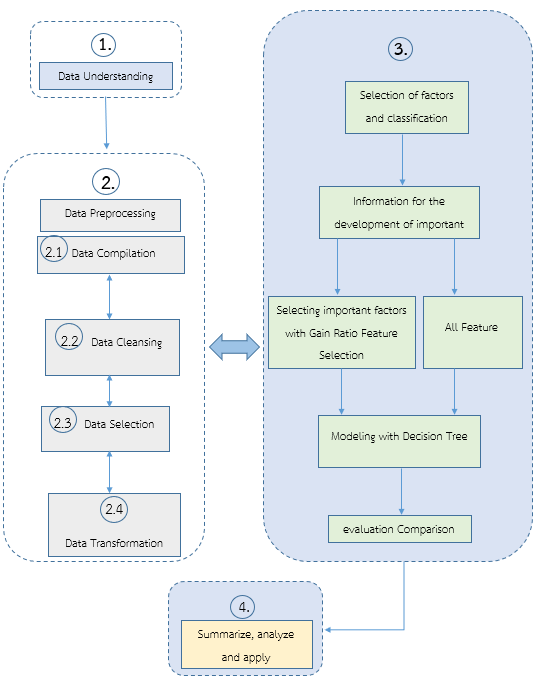 1.
Data Understanding
2.
Data Preprocessing
2.1 Data Compilation
2.2 Data Cleansing
2.3 Data Selection
2.4
Data Transformation
3.
Selection of factors
and classification
Information for the
development of important
Selecting important factors
with Gain Ratio Feature
Selection
All Feature
Modeling with Decision Tree
evaluation Comparison
4.
Summarize, analyze
and apply